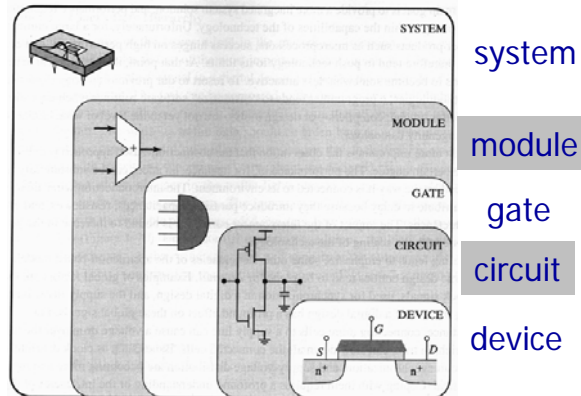 SYSTEM
system
MODULE
+
module
GATE
gate
CIRCUIT
circuit
DEVICE
G
device
S
D
n+
n+